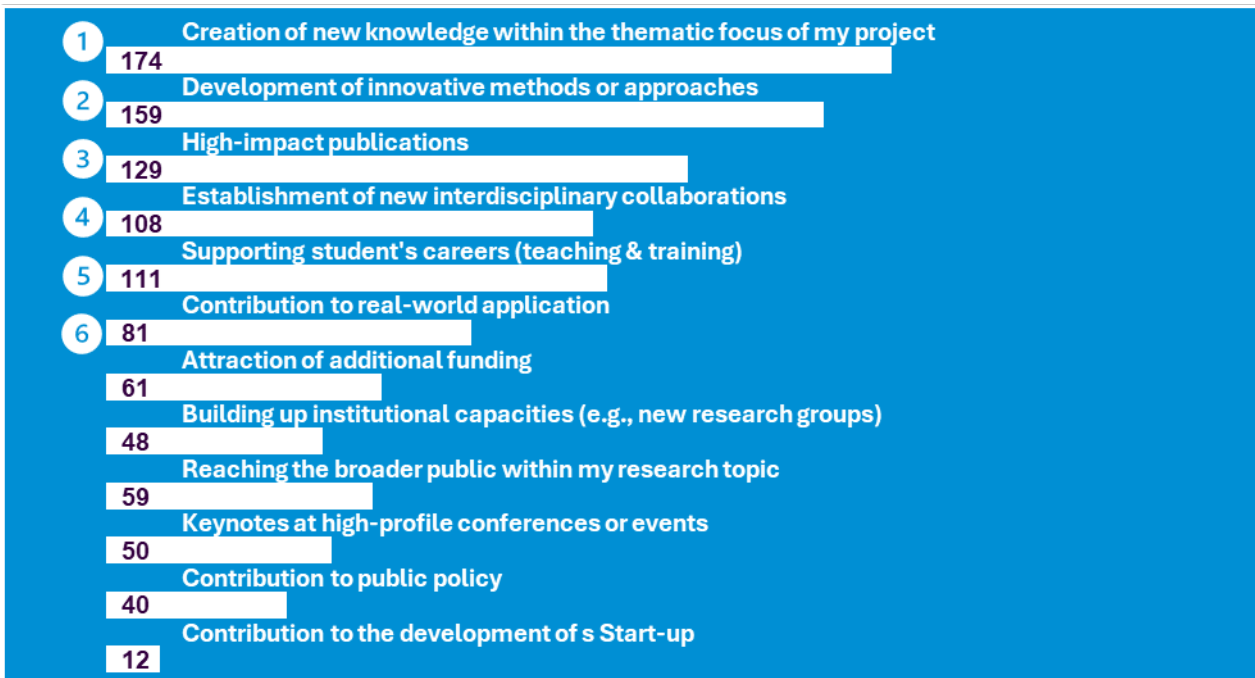 Creation of new knowledge within the thematic focus of my project
1
174
Development of innovative methods or approaches
2
159
High-impact publications
3
129
Establishment of new interdisciplinary collaborations
4
108
Supporting student's careers (teaching & training)
5
111
Contribution to real-world application
6
81
Attraction of additional funding
61
Building up institutional capacities (e.g., new research groups)
48
Reaching the broader public within my research topic
59
Keynotes at high-profile conferences or events
50
Contribution to public policy
40
Contribution to the development of s Start-up
12